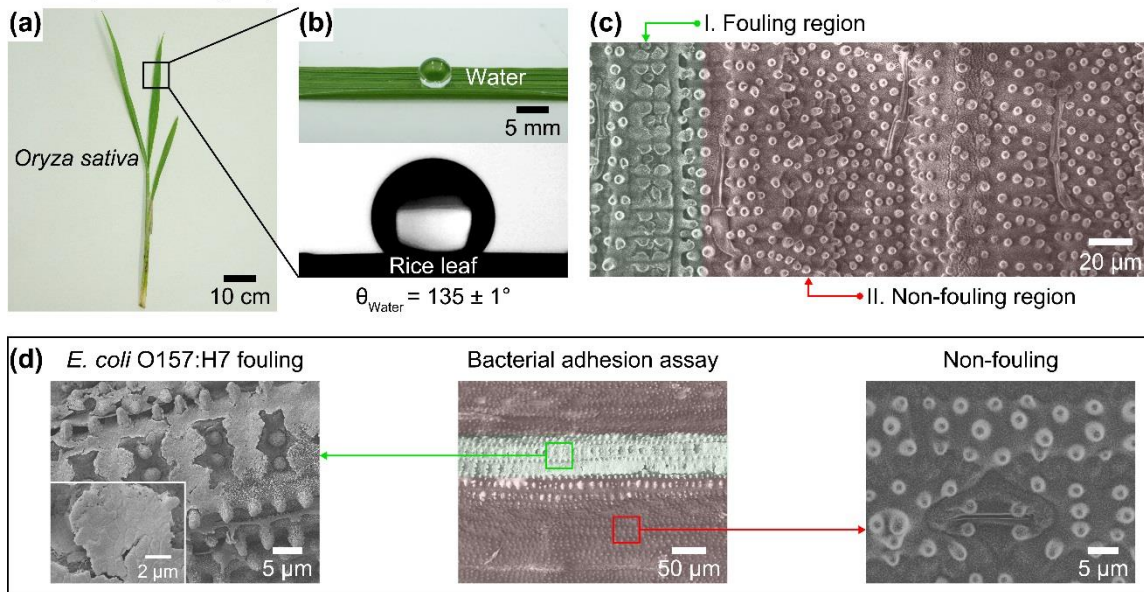 (a)
Oryza sativa
10 cm
(b)
Water
5 mm
Rice leaf
θWater = 135 ± 1°
(c)
I. Fouling region
20 µm
II. Non-fouling region
(d)
E. coli O157:H7 fouling
2 µm
5 µm
Bacterial adhesion assay
50 µm
Non-fouling
5 µm